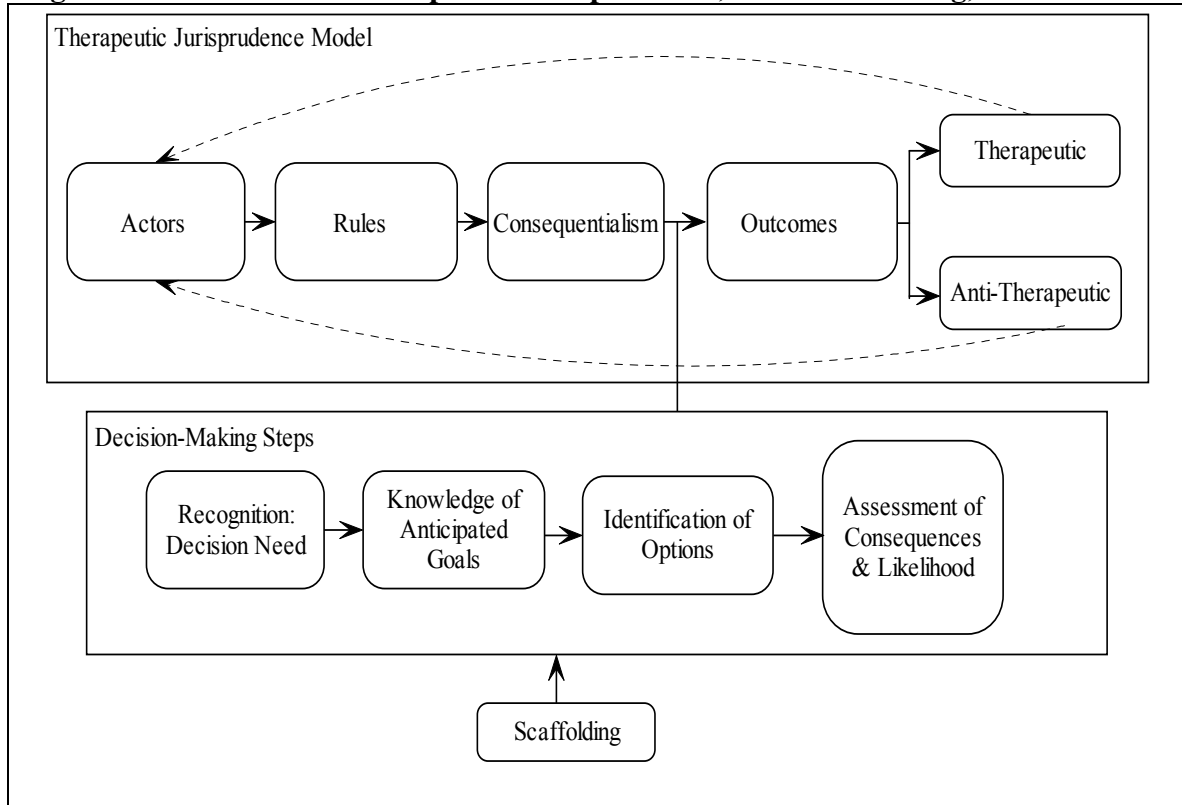 Therapeutic Jurisprudence Model
Therapeutic
Actors
Rules
Consequentialism
Outcomes
Anti-Therapeutic
Decision-Making Steps
Recognition:
Decision Need
Knowledge of
Anticipated
Goals
Identification of
Options
Assessment of
Consequences
& Likelihood
Scaffolding